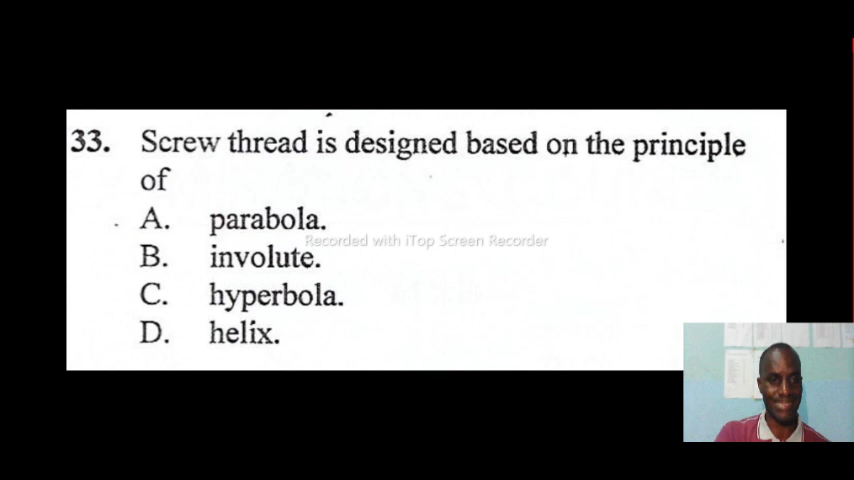 33. Screw thread is designed based on the principle
of
A. parabola.
Recorded with iTop Screen Recorder
B. involute.
C. hyperbola.
D. helix.